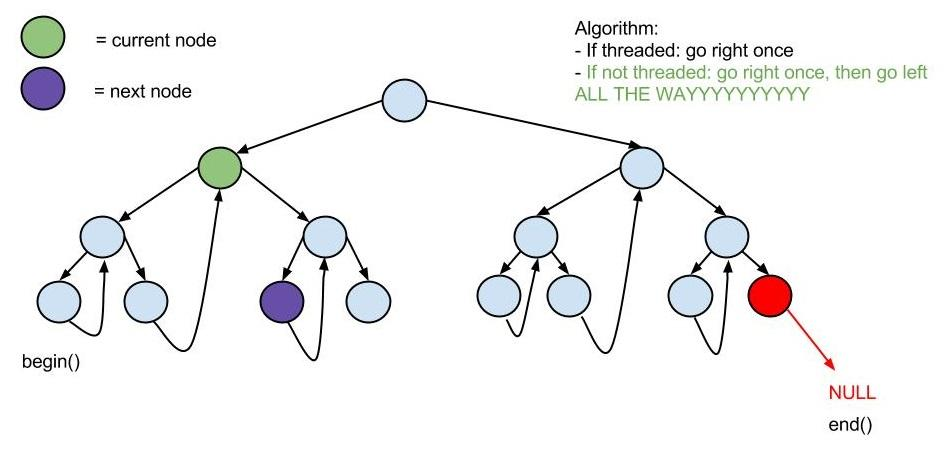 = current node
= next node
Algorithm:
- If threaded: go right once
- If not threaded: go right once, then go left
ALL THE WAYYYYYYYYYY
begin()
NULL
end()